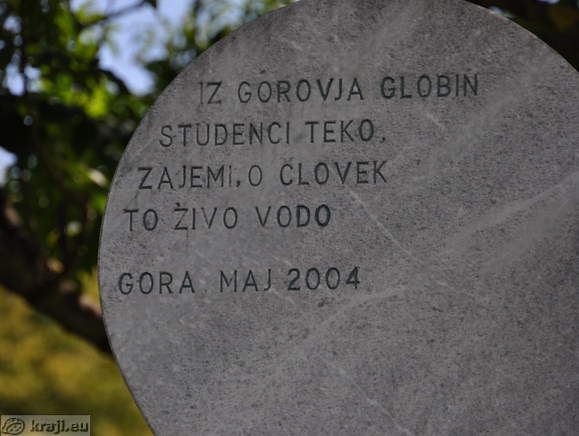 IZ GOROVJA GLOBIN
STUDENCI TEKO,
ZAJEMI, O ČLOVEK
TO ŽIVO VODO
GORA MAJ 2004
kraji.eu